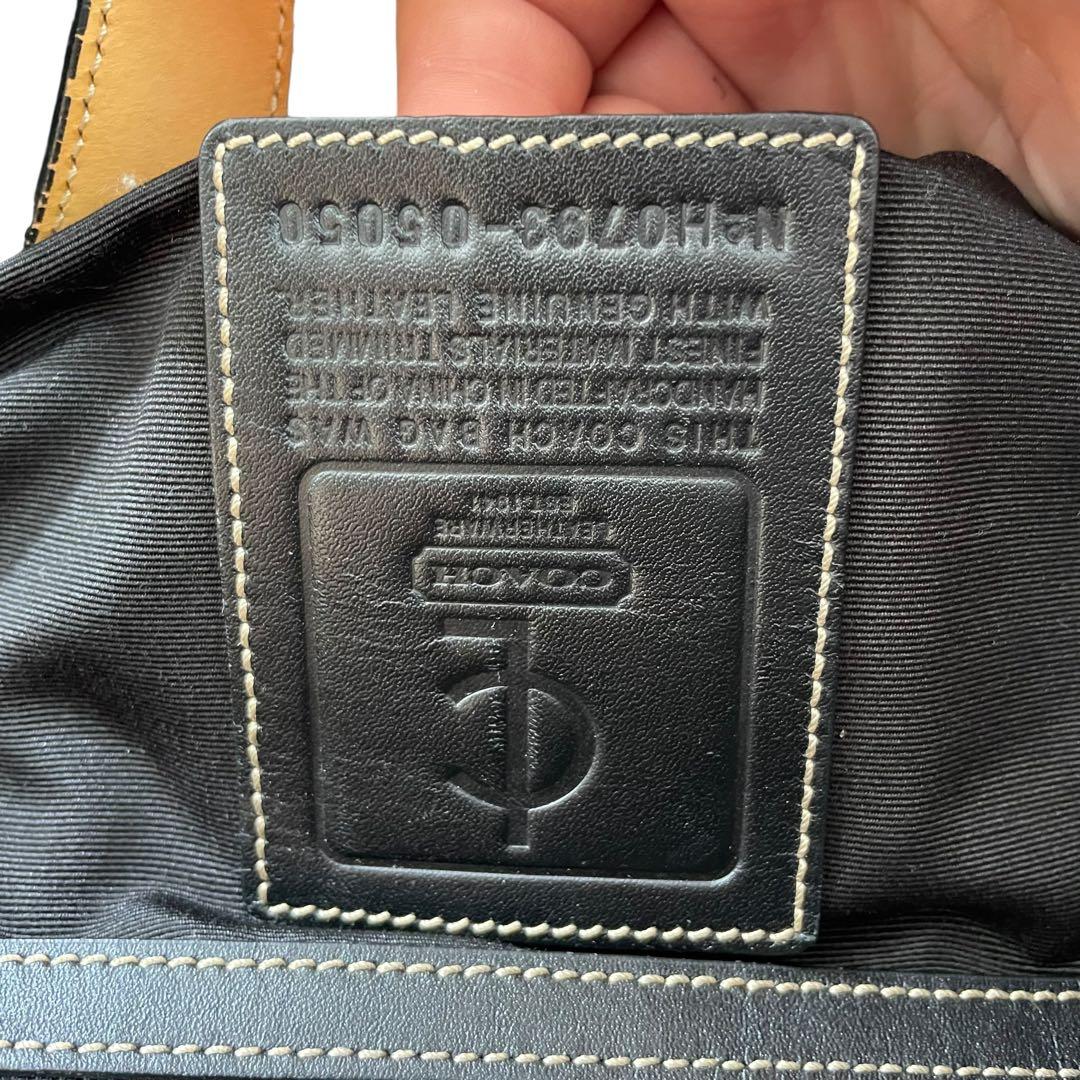 COACH
LEATHERWARE
EST. 1941
THIS COACH BAG WAS
HANDCRAFTED IN CHINA OF THE
FINEST MATERIALS TRIMMED
WITH GENUINE LEATHER
Nº H0793-05050